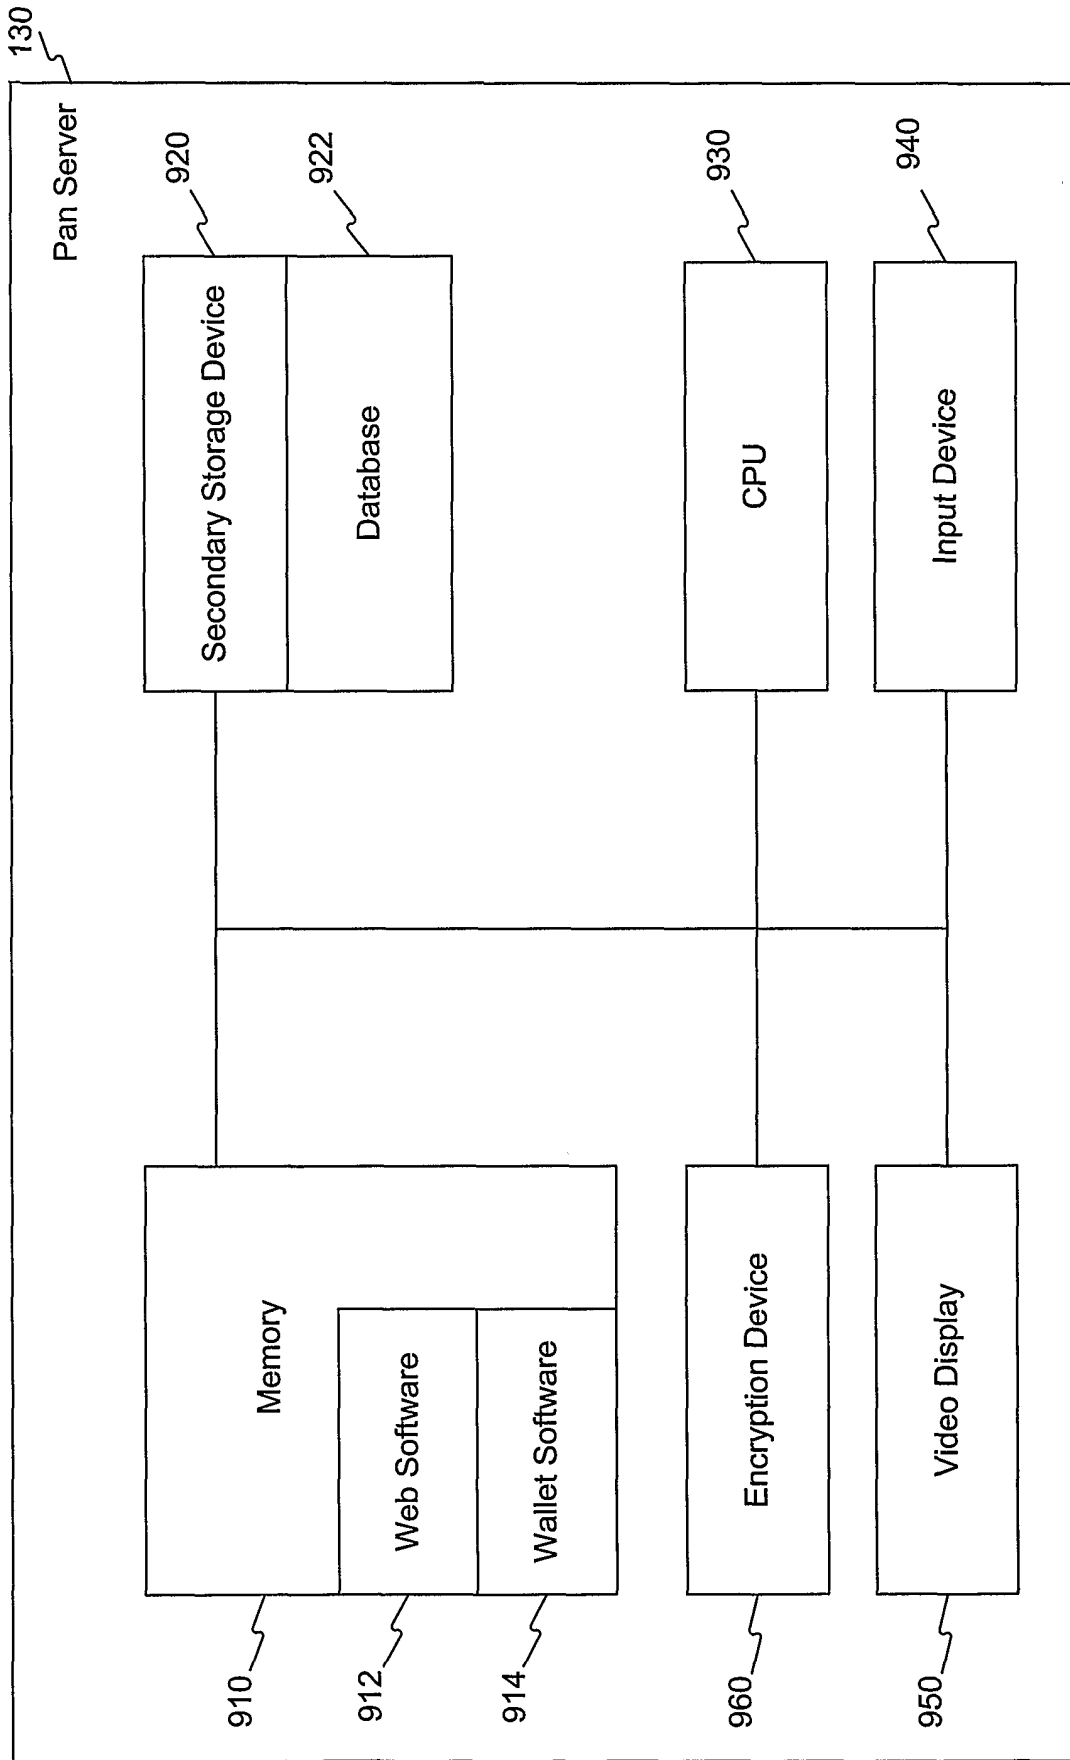 130
Pan Server
910
Memory
912
Web Software
914
Wallet Software
Secondary Storage Device
920
Database
922
960
Encryption Device
CPU
930
950
Video Display
Input Device
940